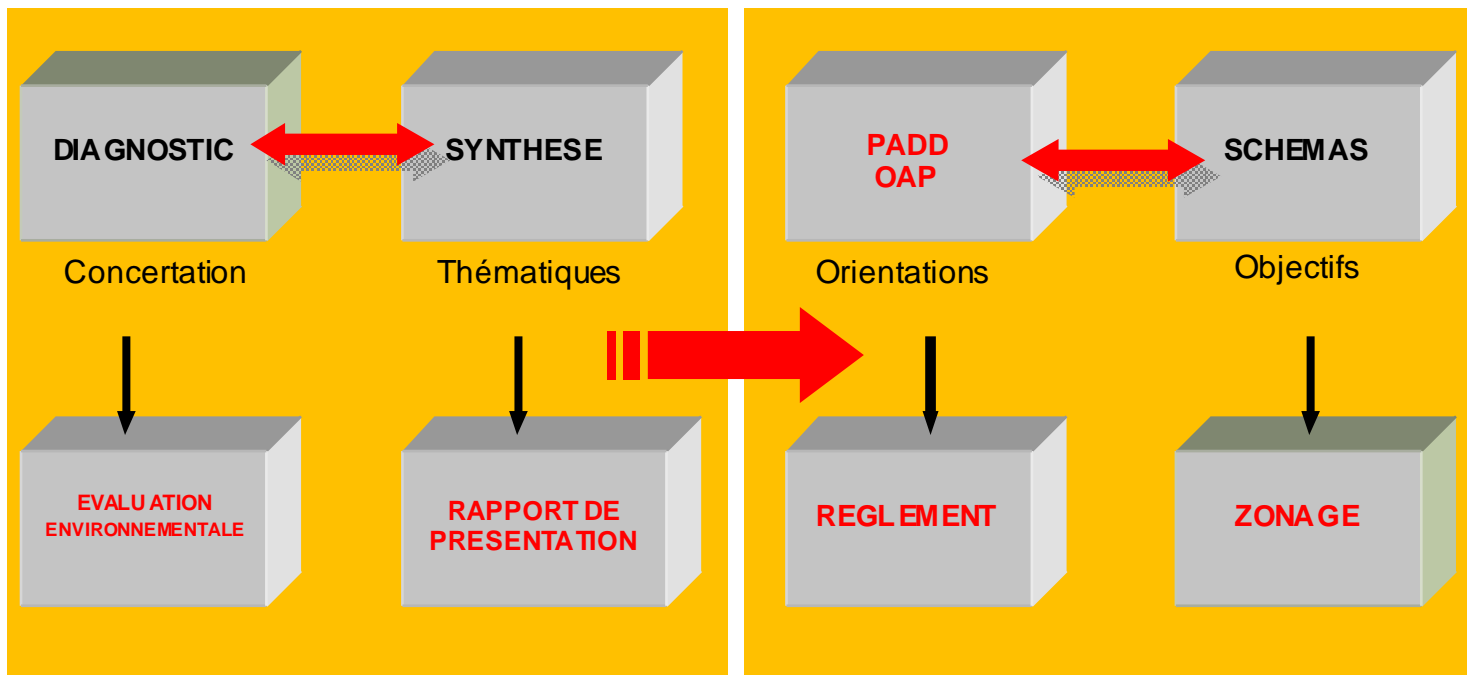 DIAGNOSTIC
SYNTHESE
Concertation
Thématiques
EVALUATION
ENVIRONNEMENTALE
RAPPORT DE
PRESENTATION
PADD
OAP
SCHEMAS
Orientations
Objectifs
REGLEMENT
ZONAGE